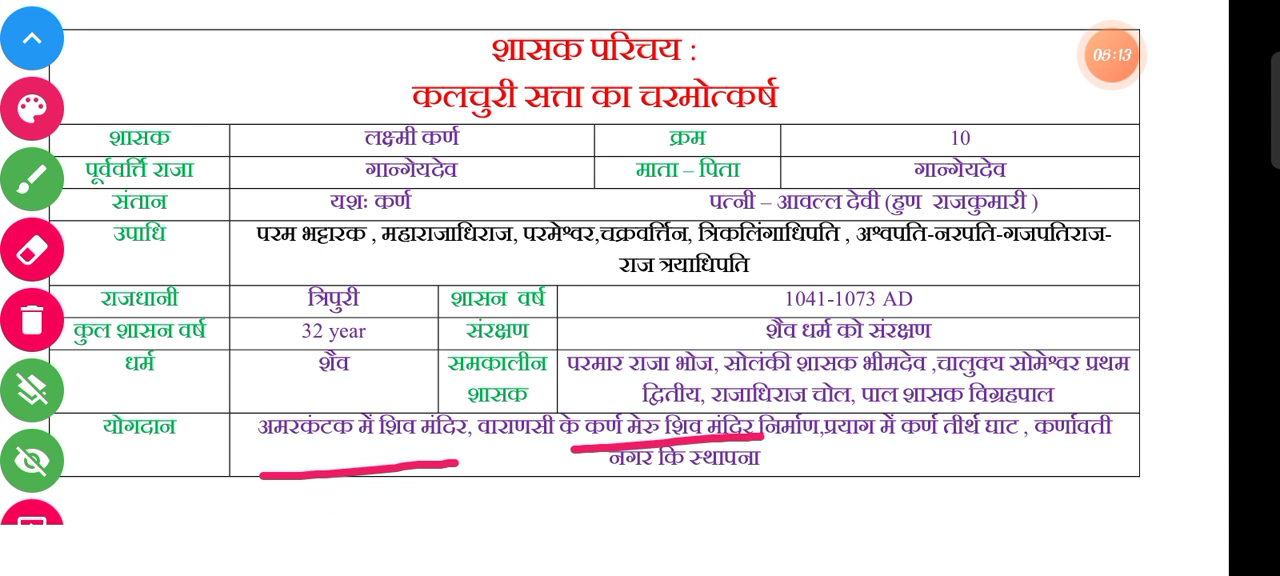 शासक परिचय :
कलचुरी सत्ता का चरमोत्कर्ष
08:13
शासक लक्ष्मी कर्ण क्रम 10
पूर्ववर्त्ति राजा गान्गेयदेव माता – पिता गान्गेयदेव
संतान यशः कर्ण पत्नी – आवल्ल देवी (हुण राजकुमारी )
उपाधि परम भट्टारक , महाराजाधिराज, परमेश्वर,चक्रवर्त्तिन, त्रिकलिंगाधिपति , अश्वपति-नरपति-गजपतिराज-
राज त्रयाधिपति
राजधानी त्रिपुरी शासन वर्ष 1041-1073 AD
कुल शासन वर्ष 32 year संरक्षण शैव धर्म को संरक्षण
धर्म शैव समकालीन परमार राजा भोज, सोलंकी शासक भीमदेव ,चालुक्य सोमेश्वर प्रथम
शासक द्वितीय, राजाधिराज चोल, पाल शासक विग्रहपाल
योगदान अमरकंटक में शिव मंदिर, वाराणसी के कर्ण मेरु शिव मंदिर निर्माण,प्रयाग में कर्ण तीर्थ घाट , कर्णावती
नगर कि स्थापना